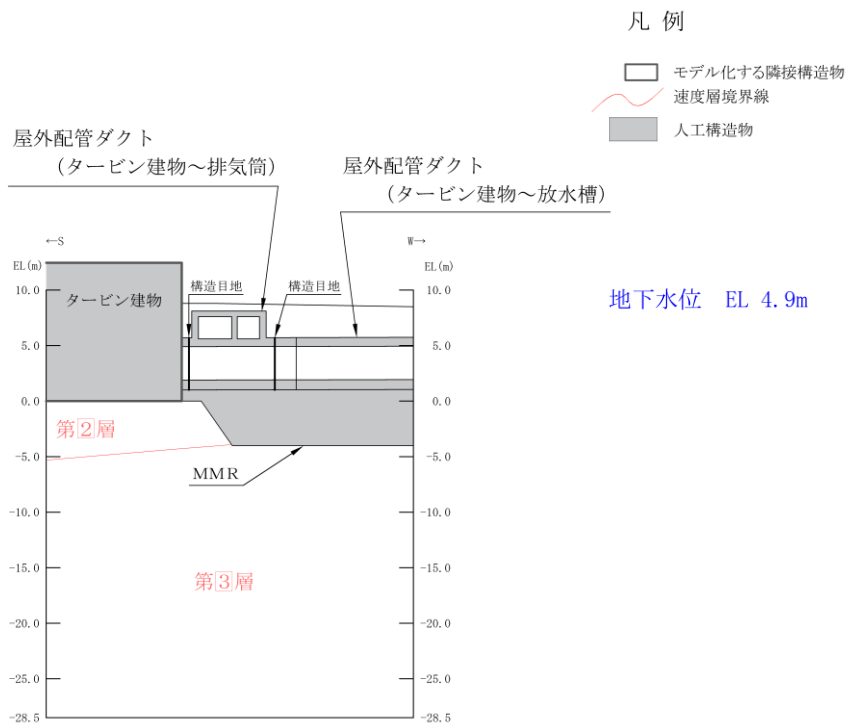 凡 例
モデル化する隣接構造物
速度層境界線
人工構造物
屋外配管ダクト
(タービン建物～排気筒)
屋外配管ダクト
(タービン建物～放水槽)
←S
W→
EL(m)
EL(m)
地下水位 EL 4.9m
タービン建物
構造目地
構造目地
10.0
10.0
5.0
5.0
0.0
0.0
第2層
-5.0
-5.0
MMR
-10.0
-10.0
第3層
-15.0
-15.0
-20.0
-20.0
-25.0
-25.0
-28.5
-28.5